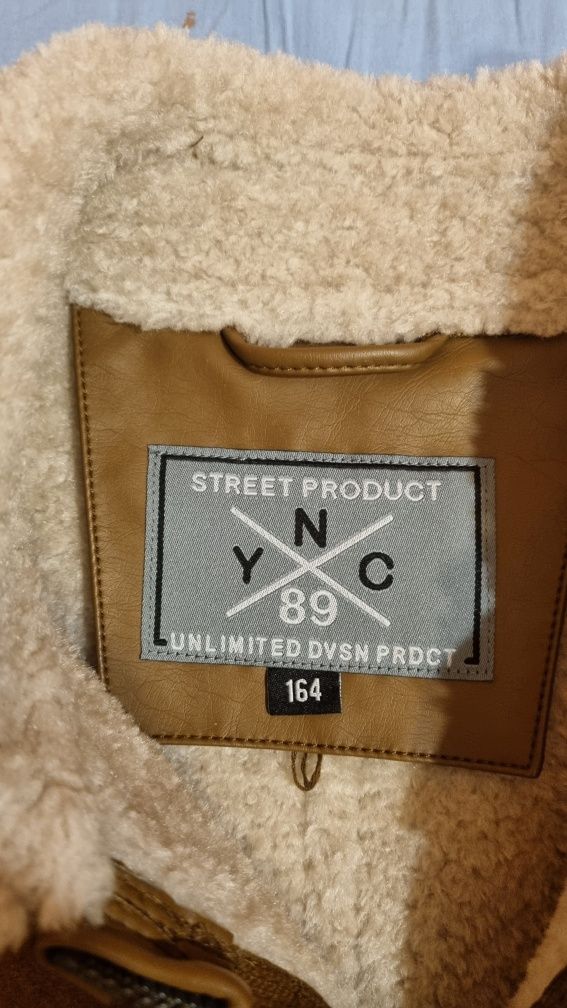 STREET PRODUCT
N
Y C
89
UNLIMITED DVSN PRDCT
164